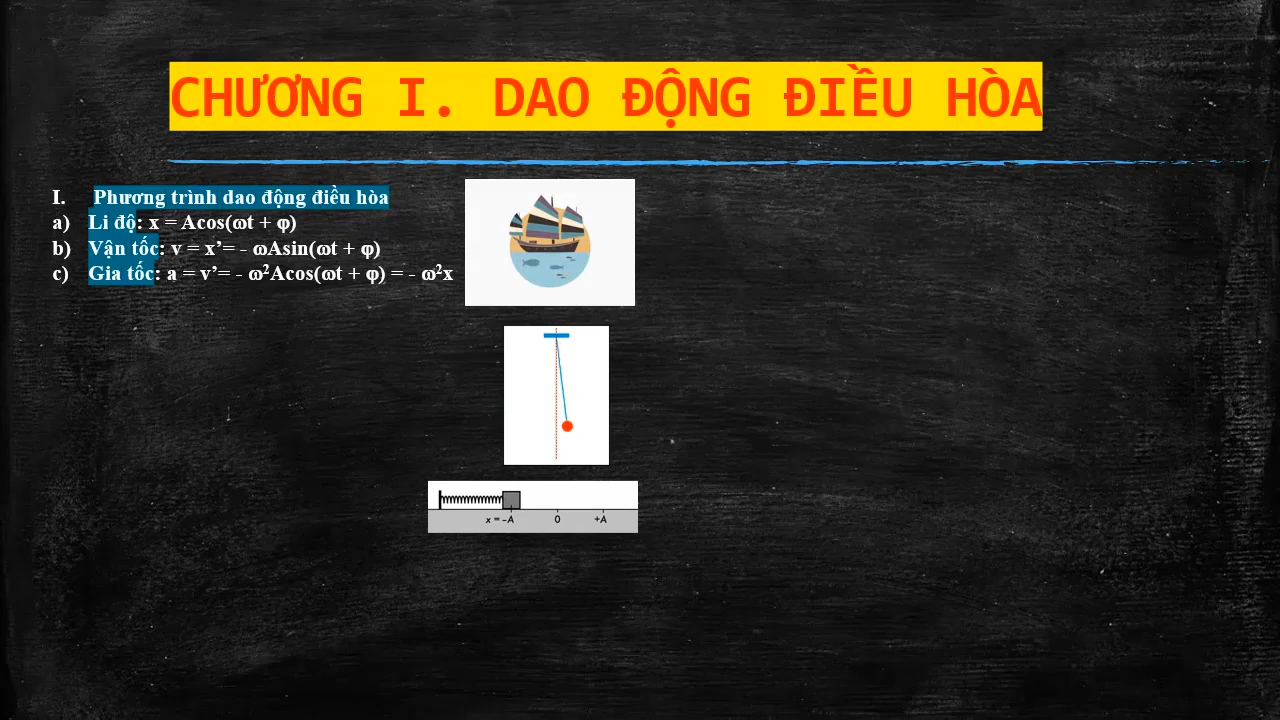 CHƯƠNG I. DAO ĐỘNG ĐIỀU HÒA
I. Phương trình dao động điều hòa
a) Li độ: x = Acos(ωt + φ)
b) Vận tốc: v = x’= - ωAsin(ωt + φ)
c) Gia tốc: a = v’= - ω²Acos(ωt + φ) = - ω²x
x = -A 0 +A